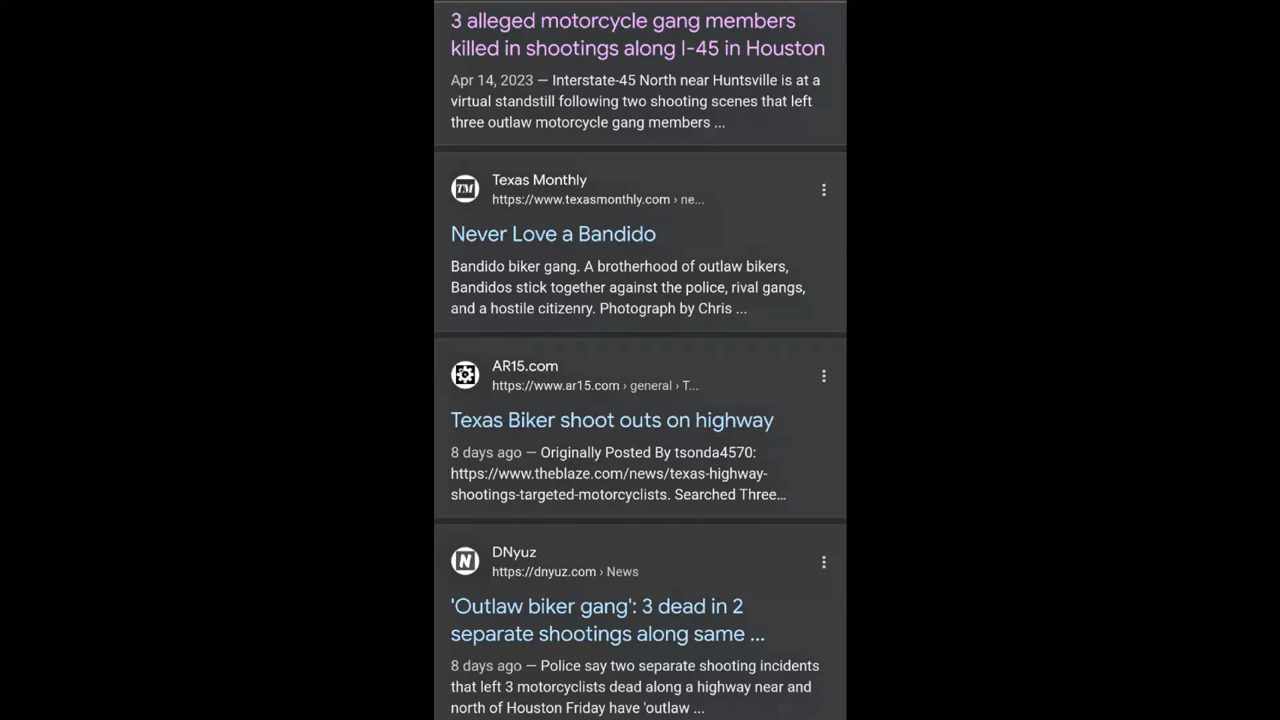 3 alleged motorcycle gang members
killed in shootings along I-45 in Houston
Apr 14, 2023 — Interstate-45 North near Huntsville is at a
virtual standstill following two shooting scenes that left
three outlaw motorcycle gang members ...
TM
Texas Monthly
https://www.texasmonthly.com › ne...
Never Love a Bandido
Bandido biker gang. A brotherhood of outlaw bikers,
Bandidos stick together against the police, rival gangs,
and a hostile citizenry. Photograph by Chris ...
AR15.com
https://www.ar15.com › general › T...
Texas Biker shoot outs on highway
8 days ago — Originally Posted By tsonda4570:
https://www.theblaze.com/news/texas-highway-
shootings-targeted-motorcyclists. Searched Three...
N
DNyuz
https://dnyuz.com › News
'Outlaw biker gang': 3 dead in 2
separate shootings along same ...
8 days ago — Police say two separate shooting incidents
that left 3 motorcyclists dead along a highway near and
north of Houston Friday have 'outlaw ...